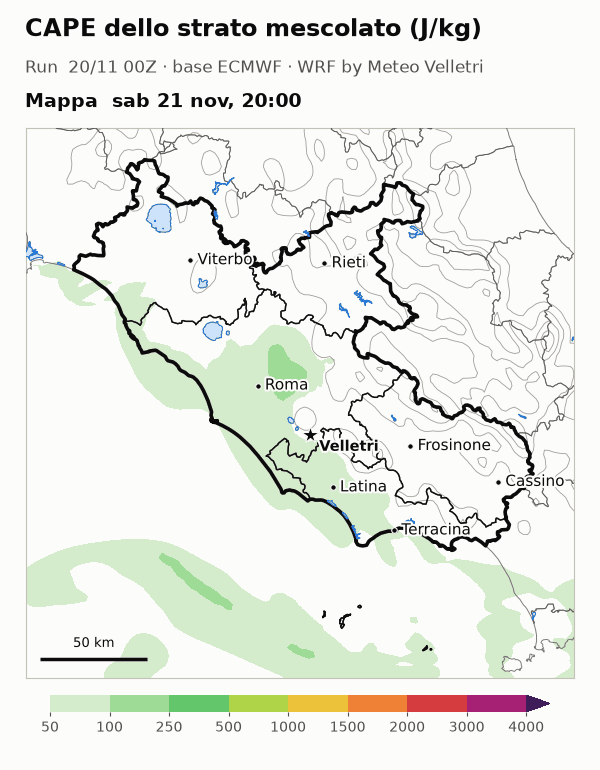 CAPE dello strato mescolato (J/kg)
Run 20/11 00Z · base ECMWF · WRF by Meteo Velletri
Mappa sab 21 nov, 20:00
Viterbo
Rieti
Roma
Velletri
Frosinone
Cassino
Latina
Terracina
50 km
50 100 250 500 1000 1500 2000 3000 4000